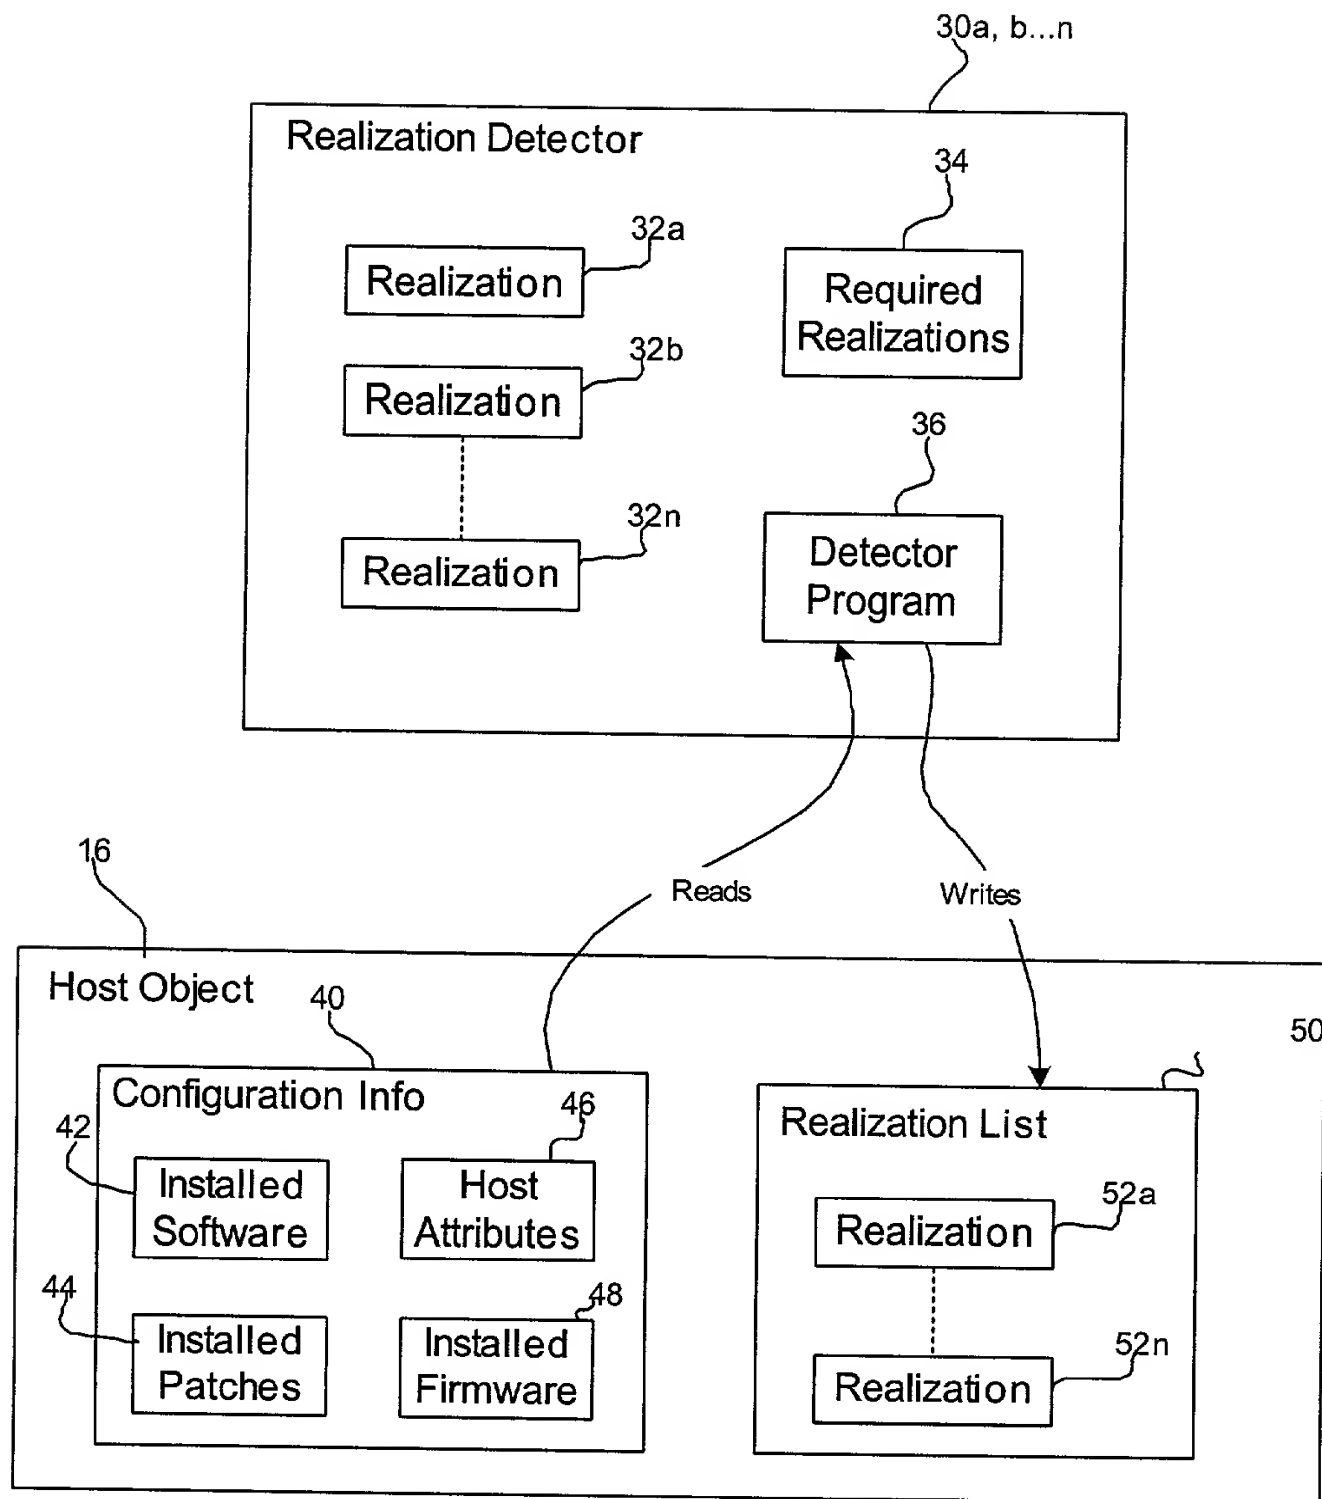 30a, b...n
Realization Detector
34
32a
Realization
Required
Realizations
32b
Realization
36
32n
Realization
Detector
Program
16
Reads
Writes
Host Object
40
50
Configuration Info
46
Realization List
42
Installed
Software
Host
Attributes
52a
Realization
44
Installed
Patches
48
Installed
Firmware
52n
Realization